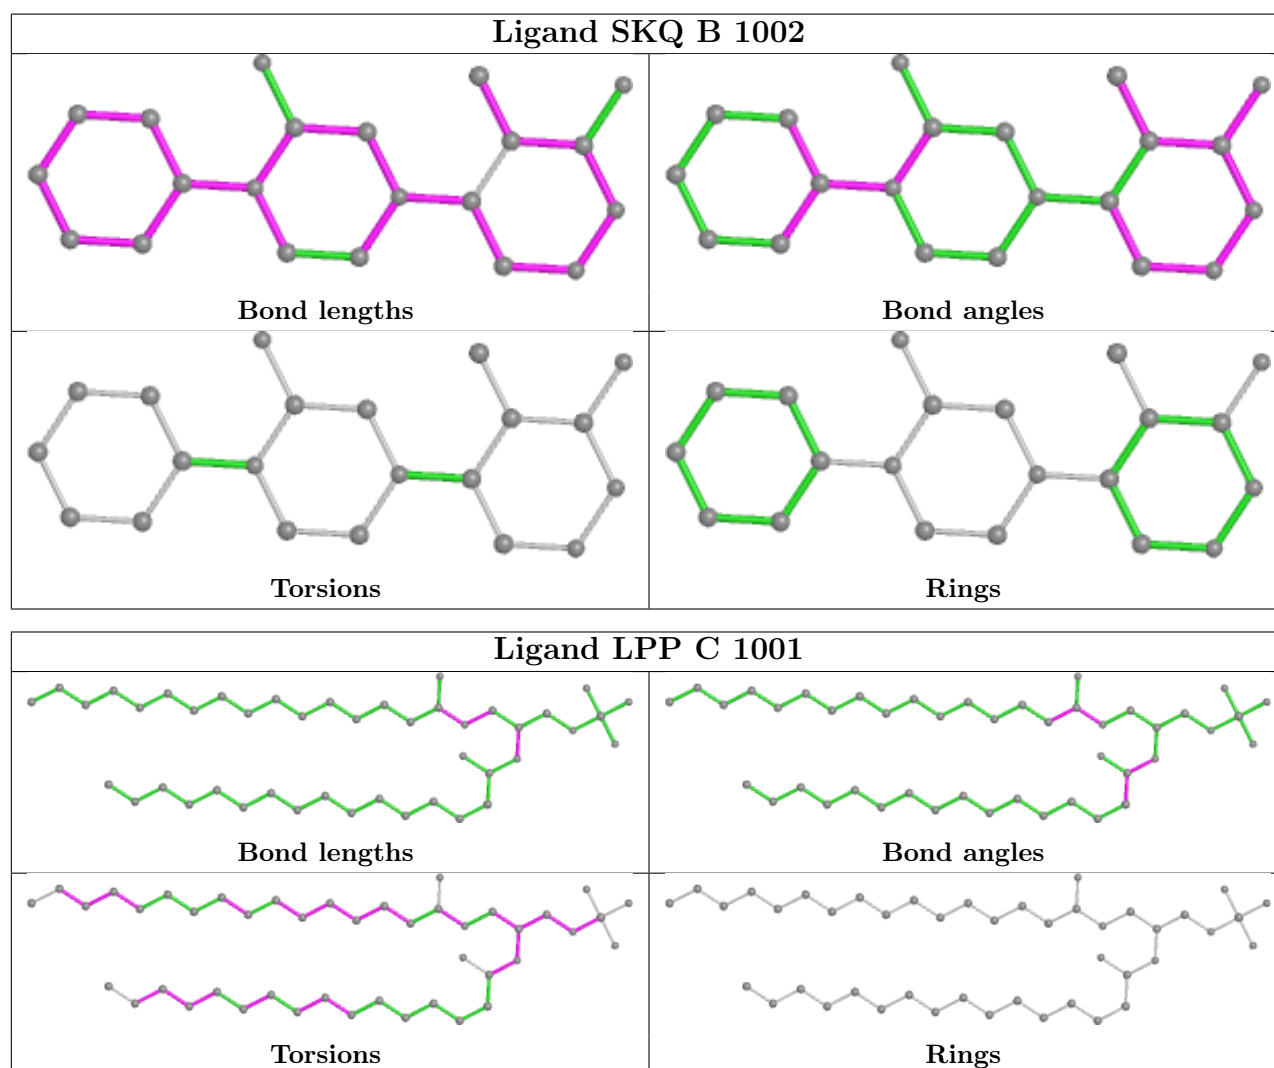 Ligand SKQ B 1002
Bond lengths
Bond angles
Torsions
Rings
Ligand LPP C 1001
Bond lengths
Bond angles
Torsions
Rings